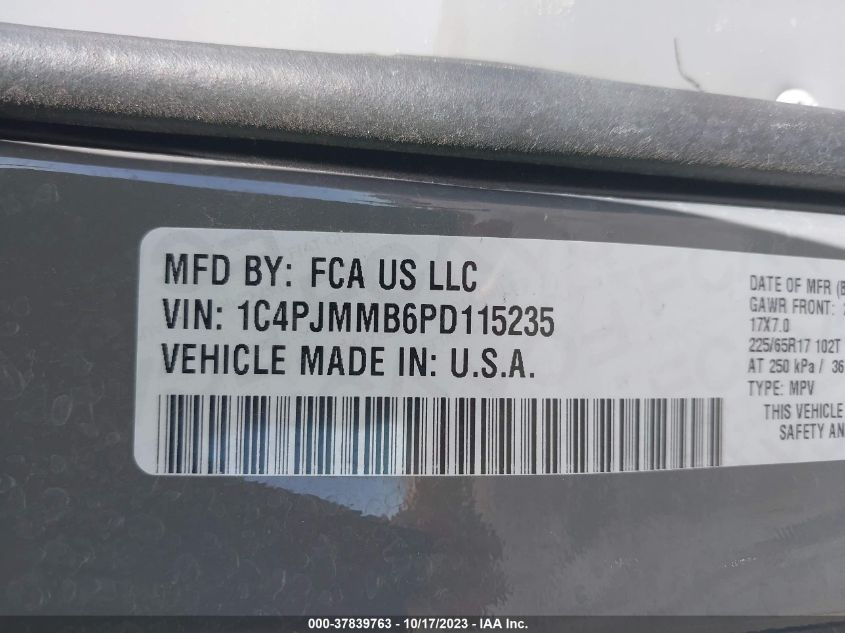 MFD BY: FCA US LLC
VIN: 1C4PJMMB6PD115235
VEHICLE MADE IN: U.S.A.
DATE OF MFR (B
GAWR FRONT:
17X7.0
225/65R17 102T
AT 250 kPa / 36
TYPE: MPV
THIS VEHICLE
SAFETY AN
000-37839763 - 10/17/2023 - IAA Inc.